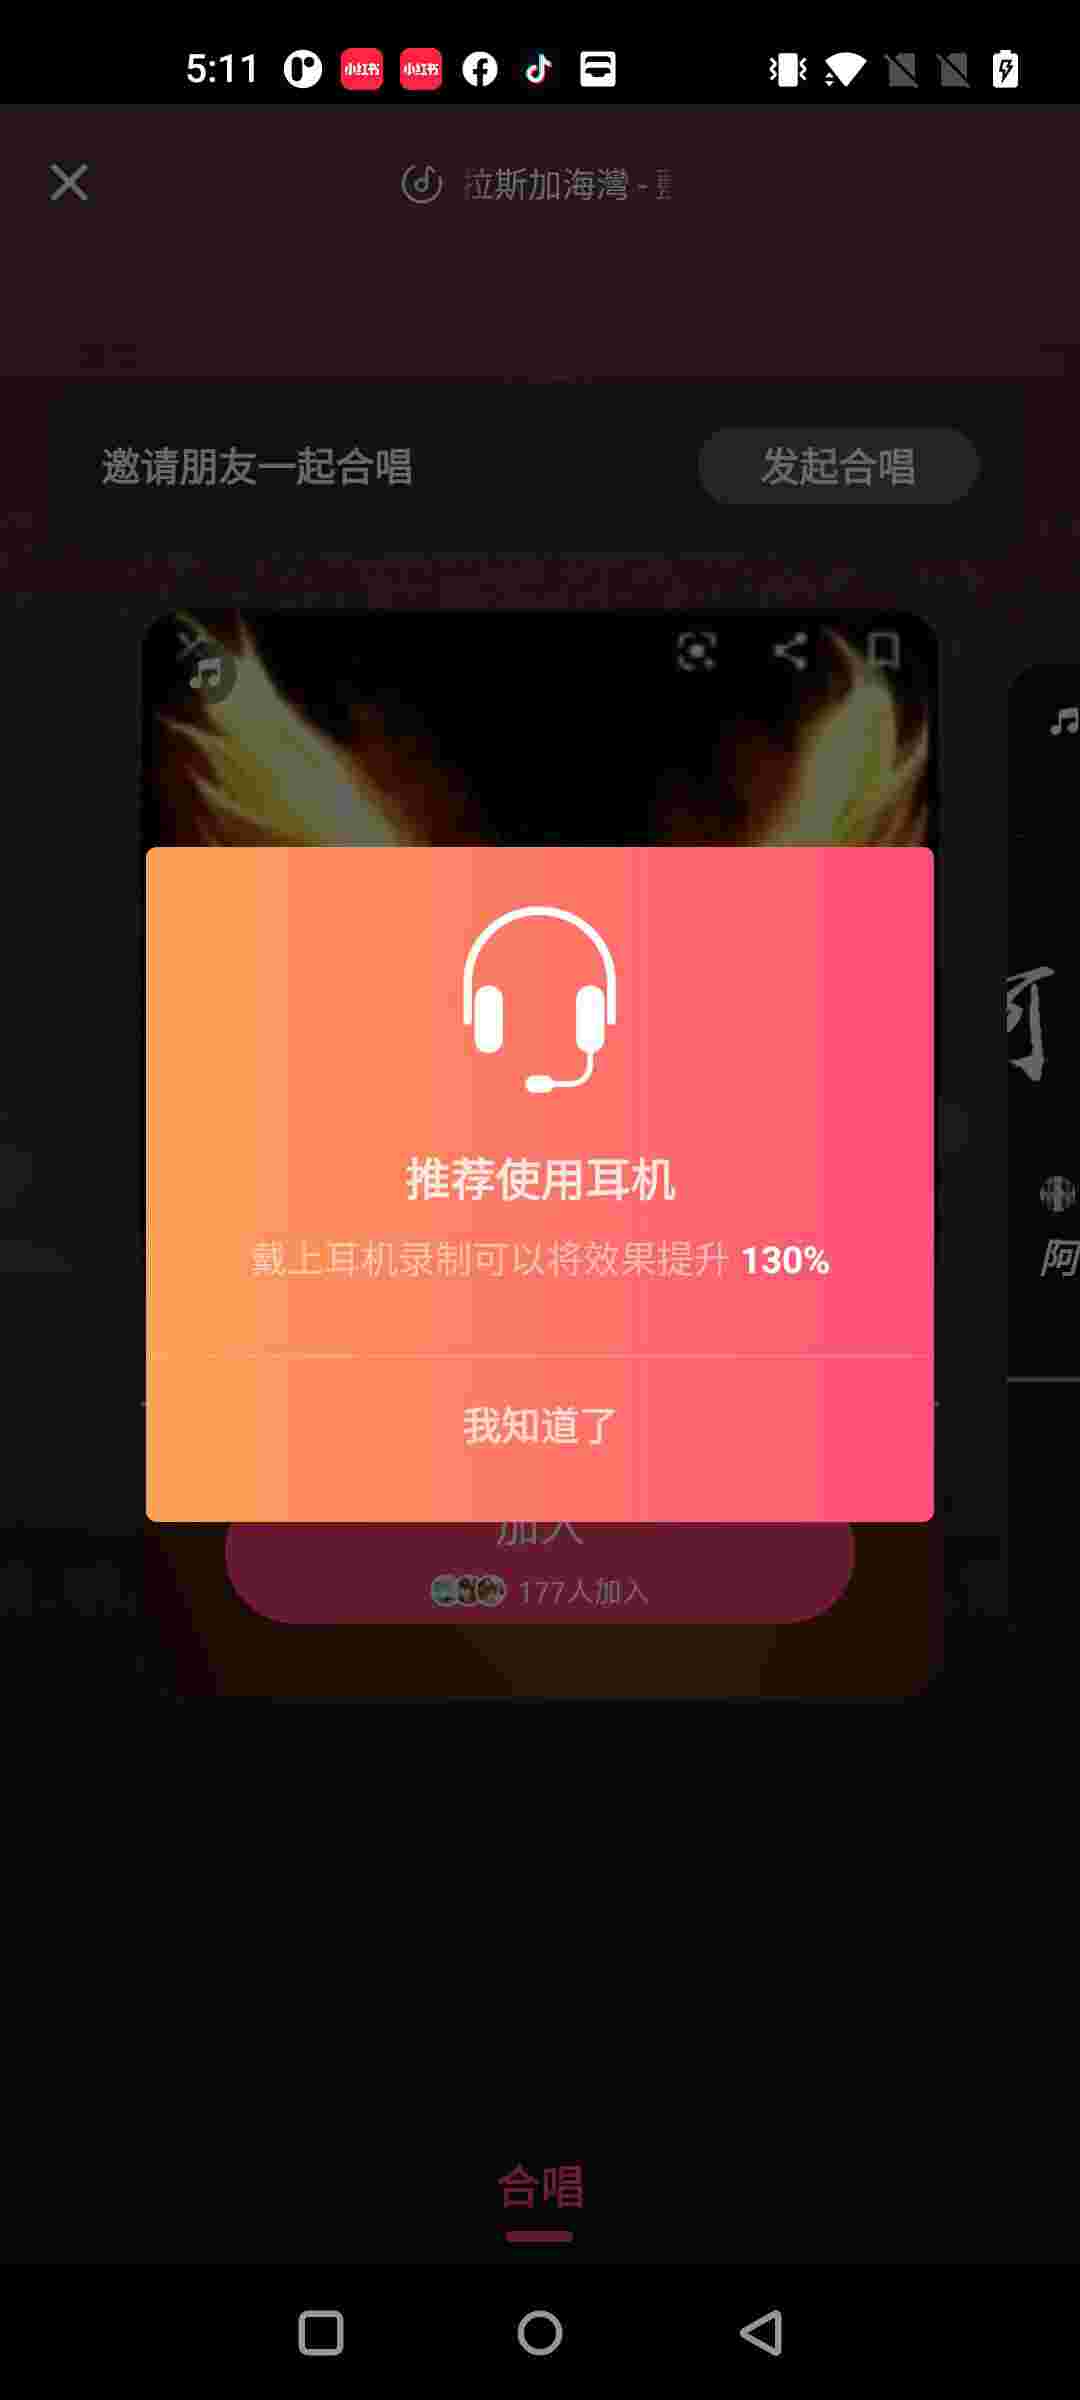 5:11
小红书
小红书
拉斯加海灣 -
邀请朋友一起合唱
发起合唱
推荐使用耳机
戴上耳机录制可以将效果提升 130%
阿
我知道了
加入
177人加入
合唱